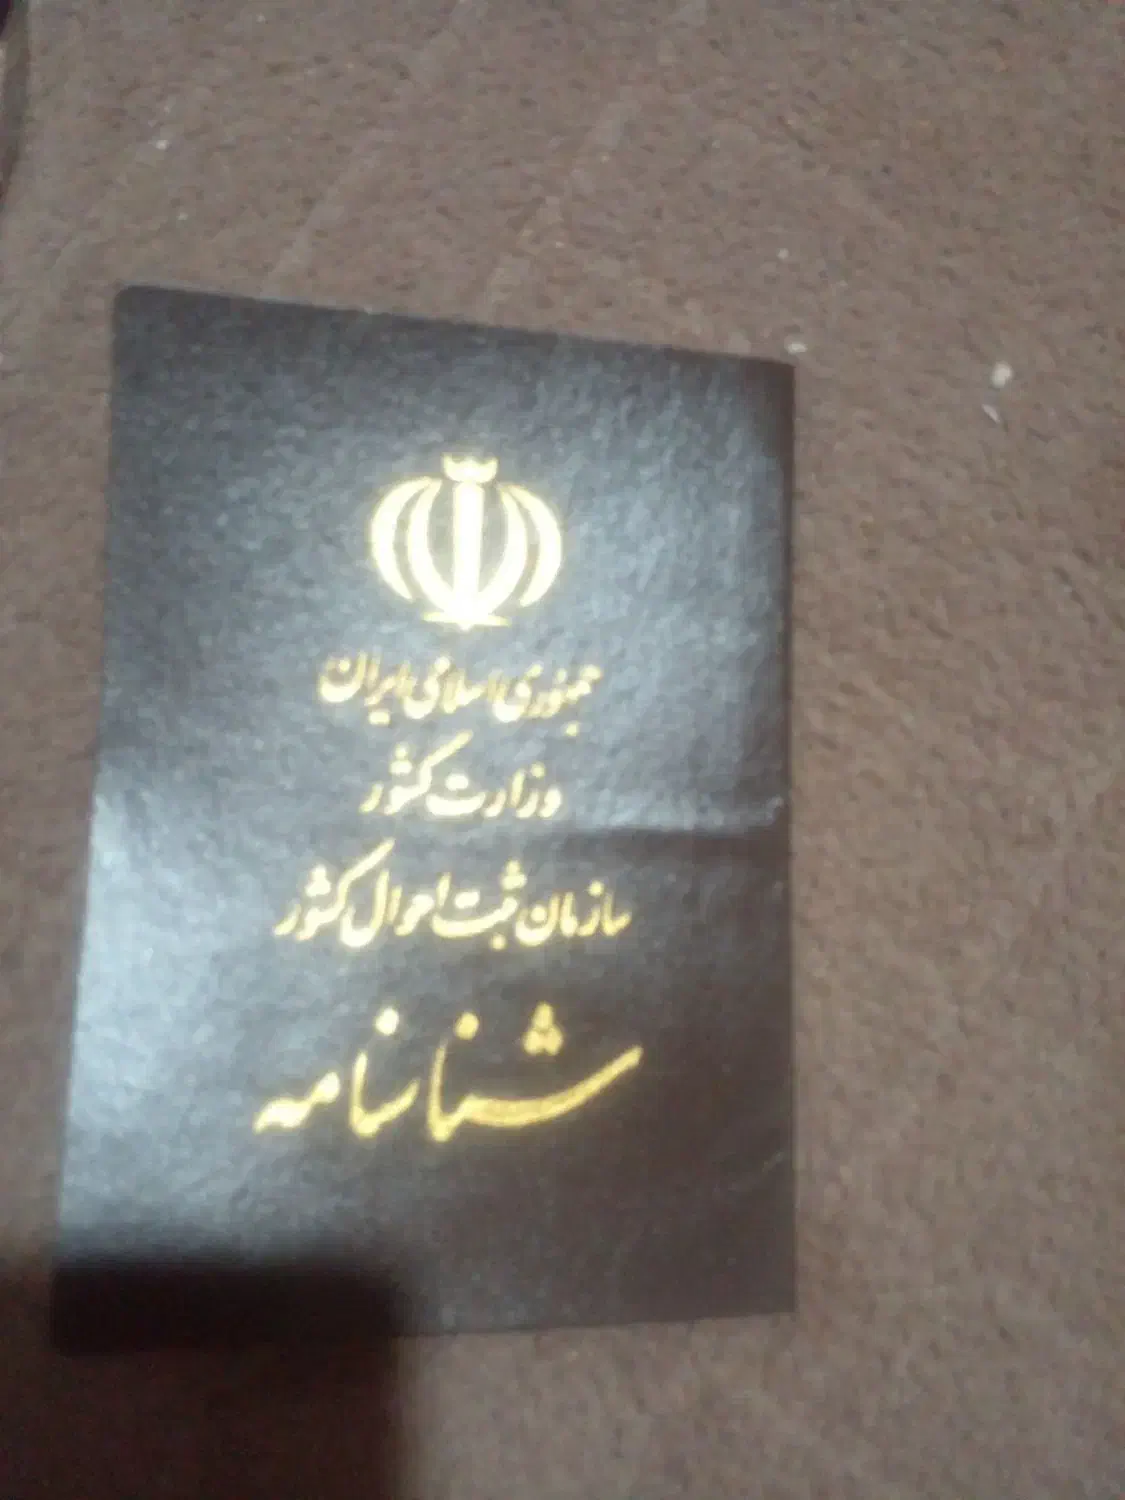 جمهوری اسلامی ایران
وزارت کشور
سازمان ثبت احوال کشور
شناسنامه